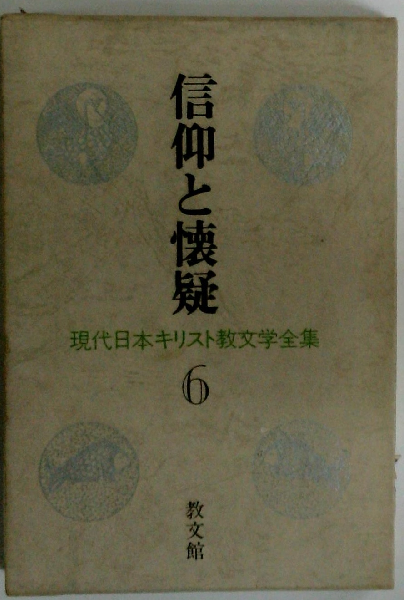 信仰と懐疑
現代日本キリスト教文学全集
6
教文館